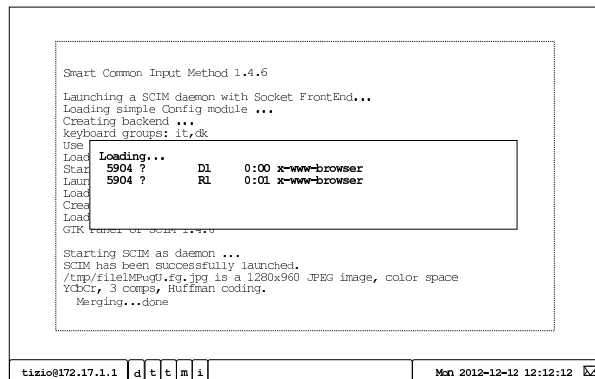 Smart Common Input Method 1.4.6
Launching a SCIM daemon with Socket FrontEnd...
Loading simple Config module ...
Creating backend ...
keyboard groups: it,dk
Use
Load
Star
Laun
Load
Crea
Load
Loading...
5904 ? Dl 0:00 x-www-browser
5904 ? Rl 0:01 x-www-browser
GTK Panel of SCIM 1.4.6
Starting SCIM as daemon ...
SCIM has been successfully launched.
/tmp/filelMPugU.fg.jpg is a 1280x960 JPEG image, color space
YCbCr, 3 comps, Huffman coding.
Merging...done
tizio@172.17.1.1 d t t m i Mon 2012-12-12 12:12:12